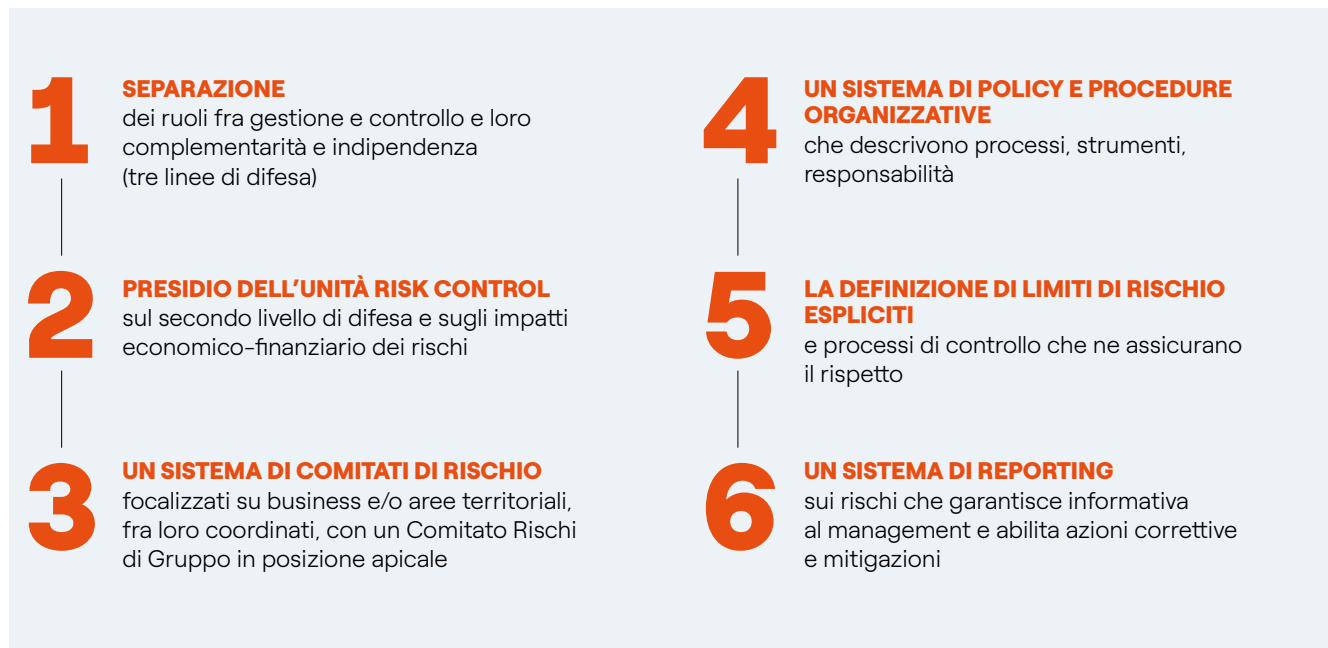 1
SEPARAZIONE
dei ruoli fra gestione e controllo e loro
complementarità e indipendenza
(tre linee di difesa)
2
PRESIDIO DELL’UNITÀ RISK CONTROL
sul secondo livello di difesa e sugli impatti
economico-finanziario dei rischi
3
UN SISTEMA DI COMITATI DI RISCHIO
focalizzati su business e/o aree territoriali,
fra loro coordinati, con un Comitato Rischi
di Gruppo in posizione apicale
4
UN SISTEMA DI POLICY E PROCEDURE
ORGANIZZATIVE
che descrivono processi, strumenti,
responsabilità
5
LA DEFINIZIONE DI LIMITI DI RISCHIO
ESPLICITI
e processi di controllo che ne assicurano
il rispetto
6
UN SISTEMA DI REPORTING
sui rischi che garantisce informativa
al management e abilita azioni correttive
e mitigazioni